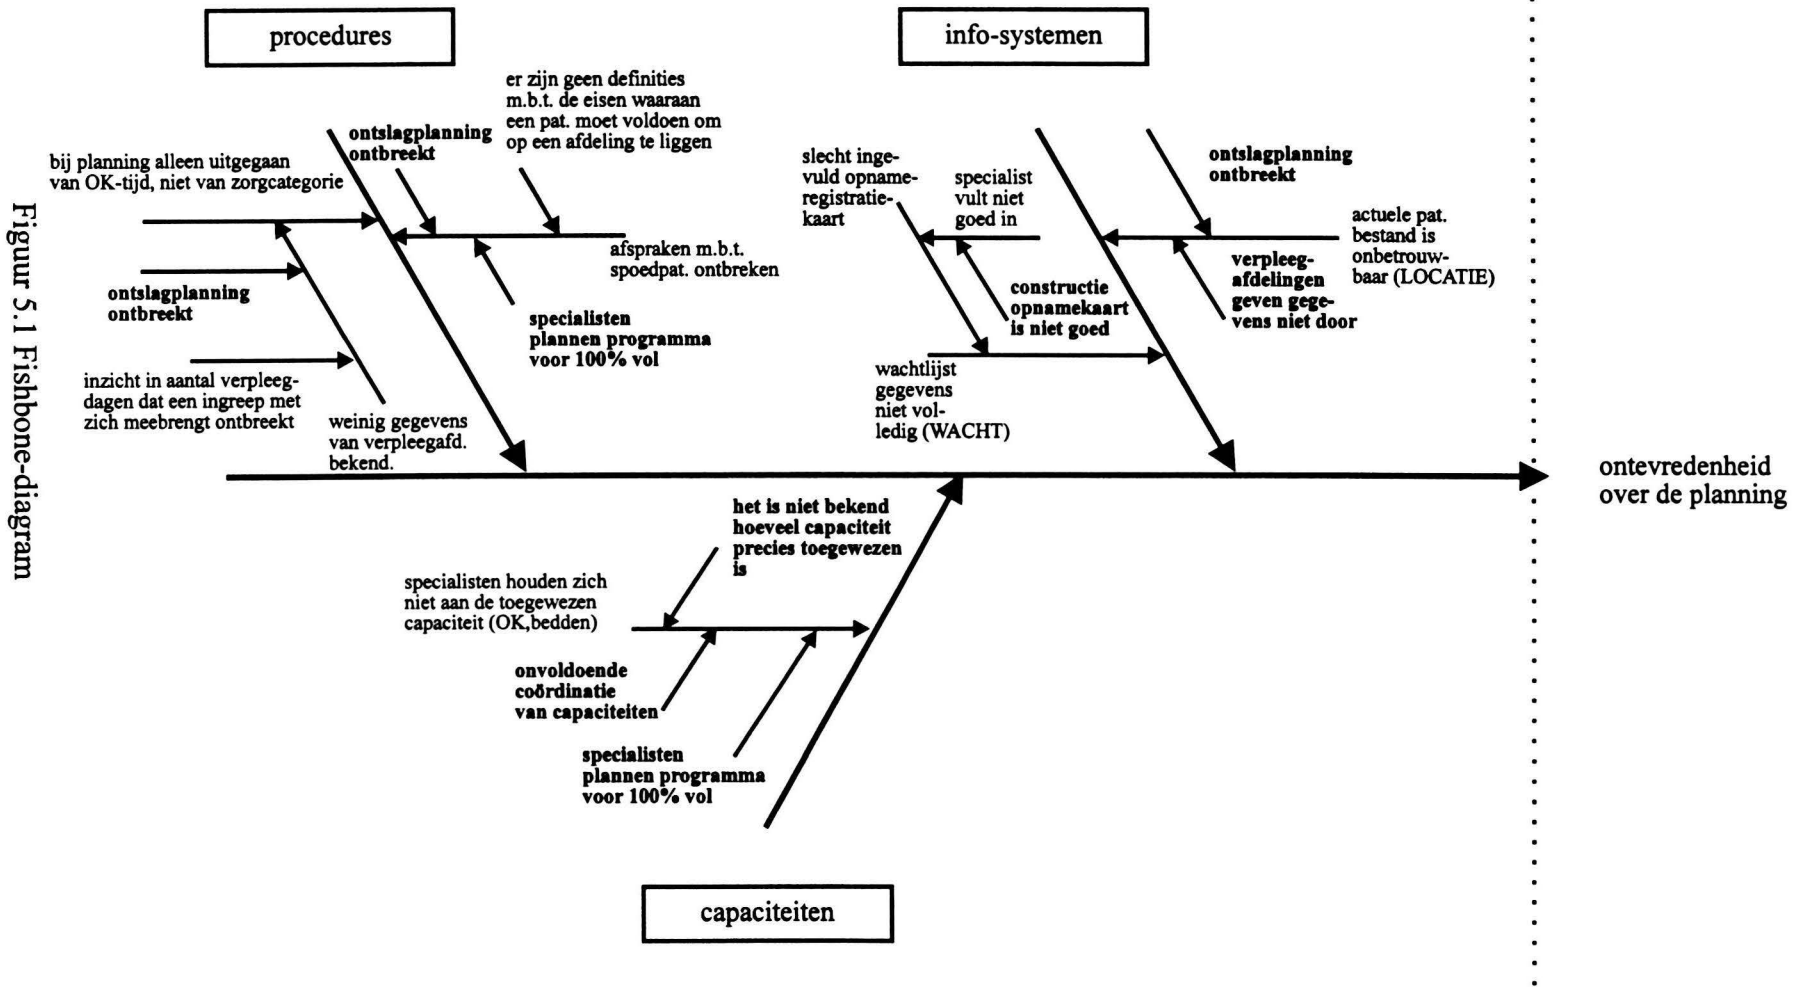 procedures
info-systemen
er zijn geen definities
m.b.t. de eisen waaraan
een pat. moet voldoen om
op een afdeling te liggen
ontslagplanning
ontbreekt
bij planning alleen uitgegaan
van OK-tijd, niet van zorgcategorie
afspraken m.b.t.
spoedpat. ontbreken
ontslagplanning
ontbreekt
specialisten
plannen programma
voor 100% vol
inzicht in aantal verpleeg-
dagen dat een ingreep met
zich meebrengt ontbreekt
weinig gegevens
van verpleegafd.
bekend.
slecht inge-
vuld opname-
registratie-
kaart
specialist
vult niet
goed in
constructie
opnamekaart
is niet goed
wachtlijst
gegevens
niet vol-
ledig (WACHT)
ontslagplanning
ontbreekt
actuele pat.
bestand is
onbetrouw-
baar (LOCATIE)
verpleeg-
afdelingen
geven gege-
vens niet door
ontevredenheid
over de planning
het is niet bekend
hoeveel capaciteit
precies toegewezen
is
specialisten houden zich
niet aan de toegewezen
capaciteit (OK,bedden)
onvoldoende
coördinatie
van capaciteiten
specialisten
plannen programma
voor 100% vol
capaciteiten
Figuur 5.1 Fishbone-diagram